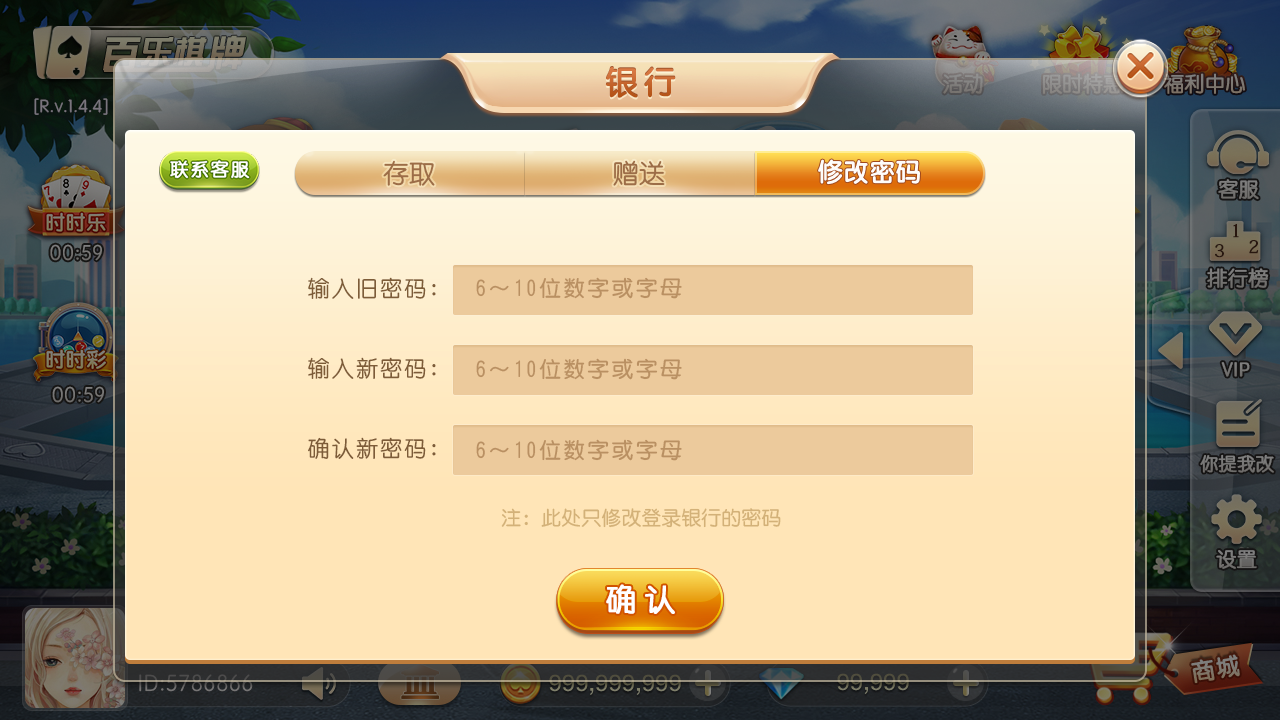 百乐棋牌
[R.v.1.4.4]
银行
活动
限时特惠
福利中心
联系客服
存取
赠送
修改密码
7 8 9
时时乐
00:59
时时彩
00:59
输入旧密码：
6～10位数字或字母
输入新密码：
6～10位数字或字母
确认新密码：
6～10位数字或字母
注：此处只修改登录银行的密码
确认
客服
1
3 2
排行榜
VIP
你提我改
设置
ID.5786866
999,999,999
99,999
商城